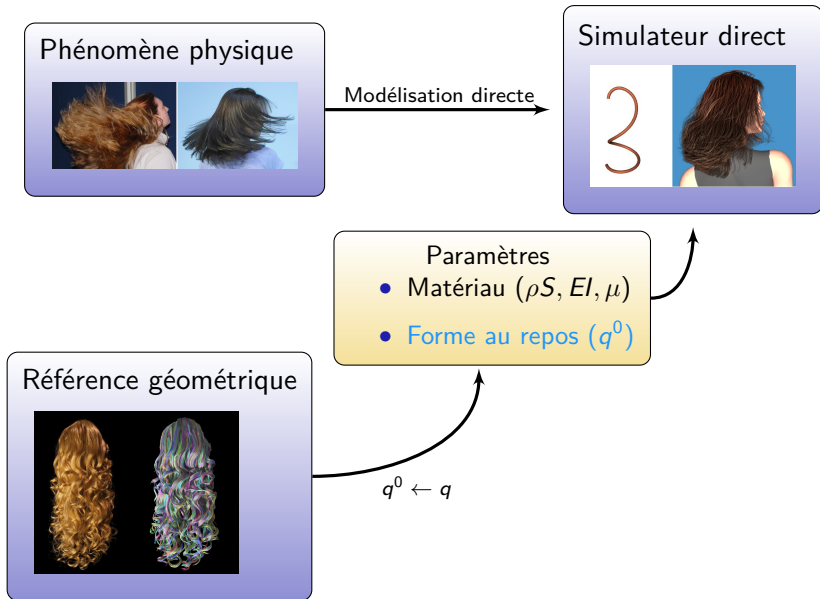 Phénomène physique
Modélisation directe
Simulateur direct
Paramètres
• Matériau (ρS, EI, μ)
• Forme au repos (q⁰)
Référence géométrique
q⁰ ← q